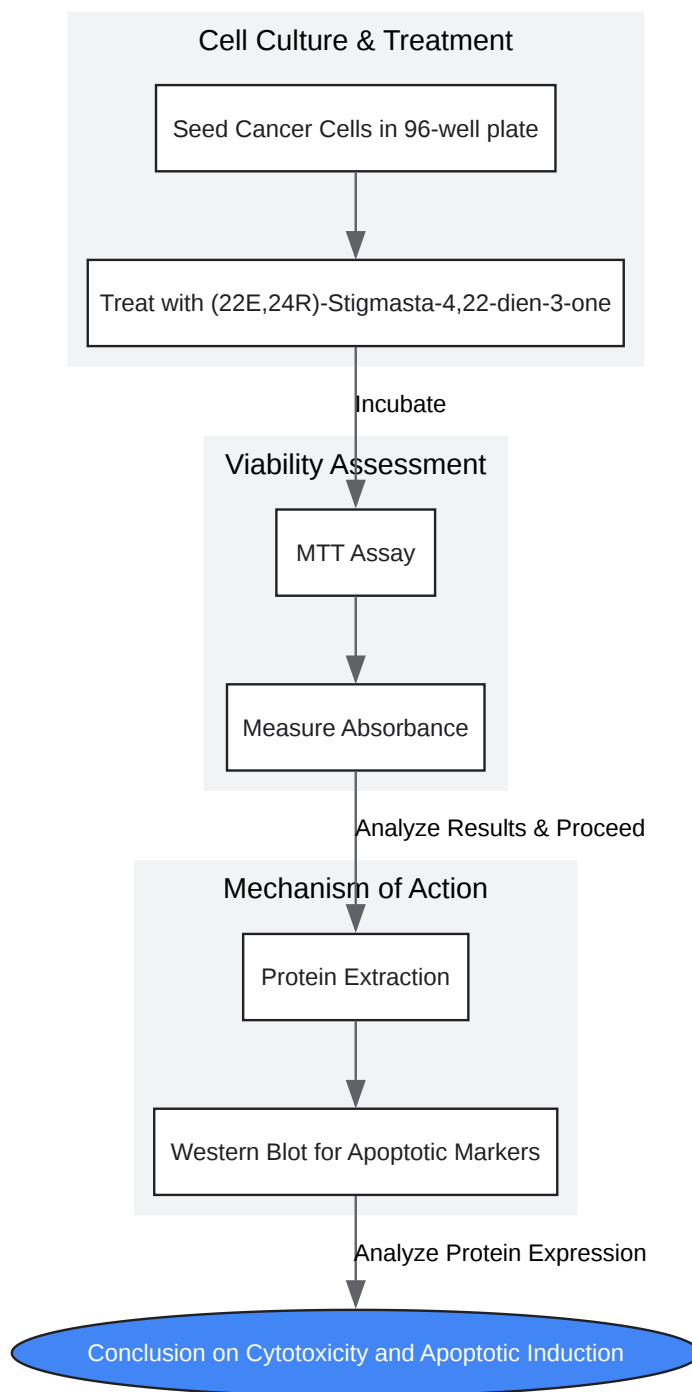 Cell Culture & Treatment
Seed Cancer Cells in 96-well plate
Treat with (22E,24R)-Stigmasta-4,22-dien-3-one
Incubate
Viability Assessment
MTT Assay
Measure Absorbance
Analyze Results & Proceed
Mechanism of Action
Protein Extraction
Western Blot for Apoptotic Markers
Analyze Protein Expression
Conclusion on Cytotoxicity and Apoptotic Induction